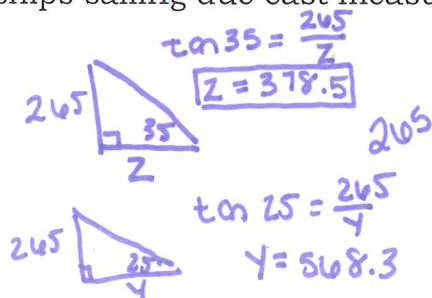 ships sailing due east
tan 35 = 265/z
z = 378.5
265
35
z
265
tan 25 = 265/y
y = 568.3
265
25
y